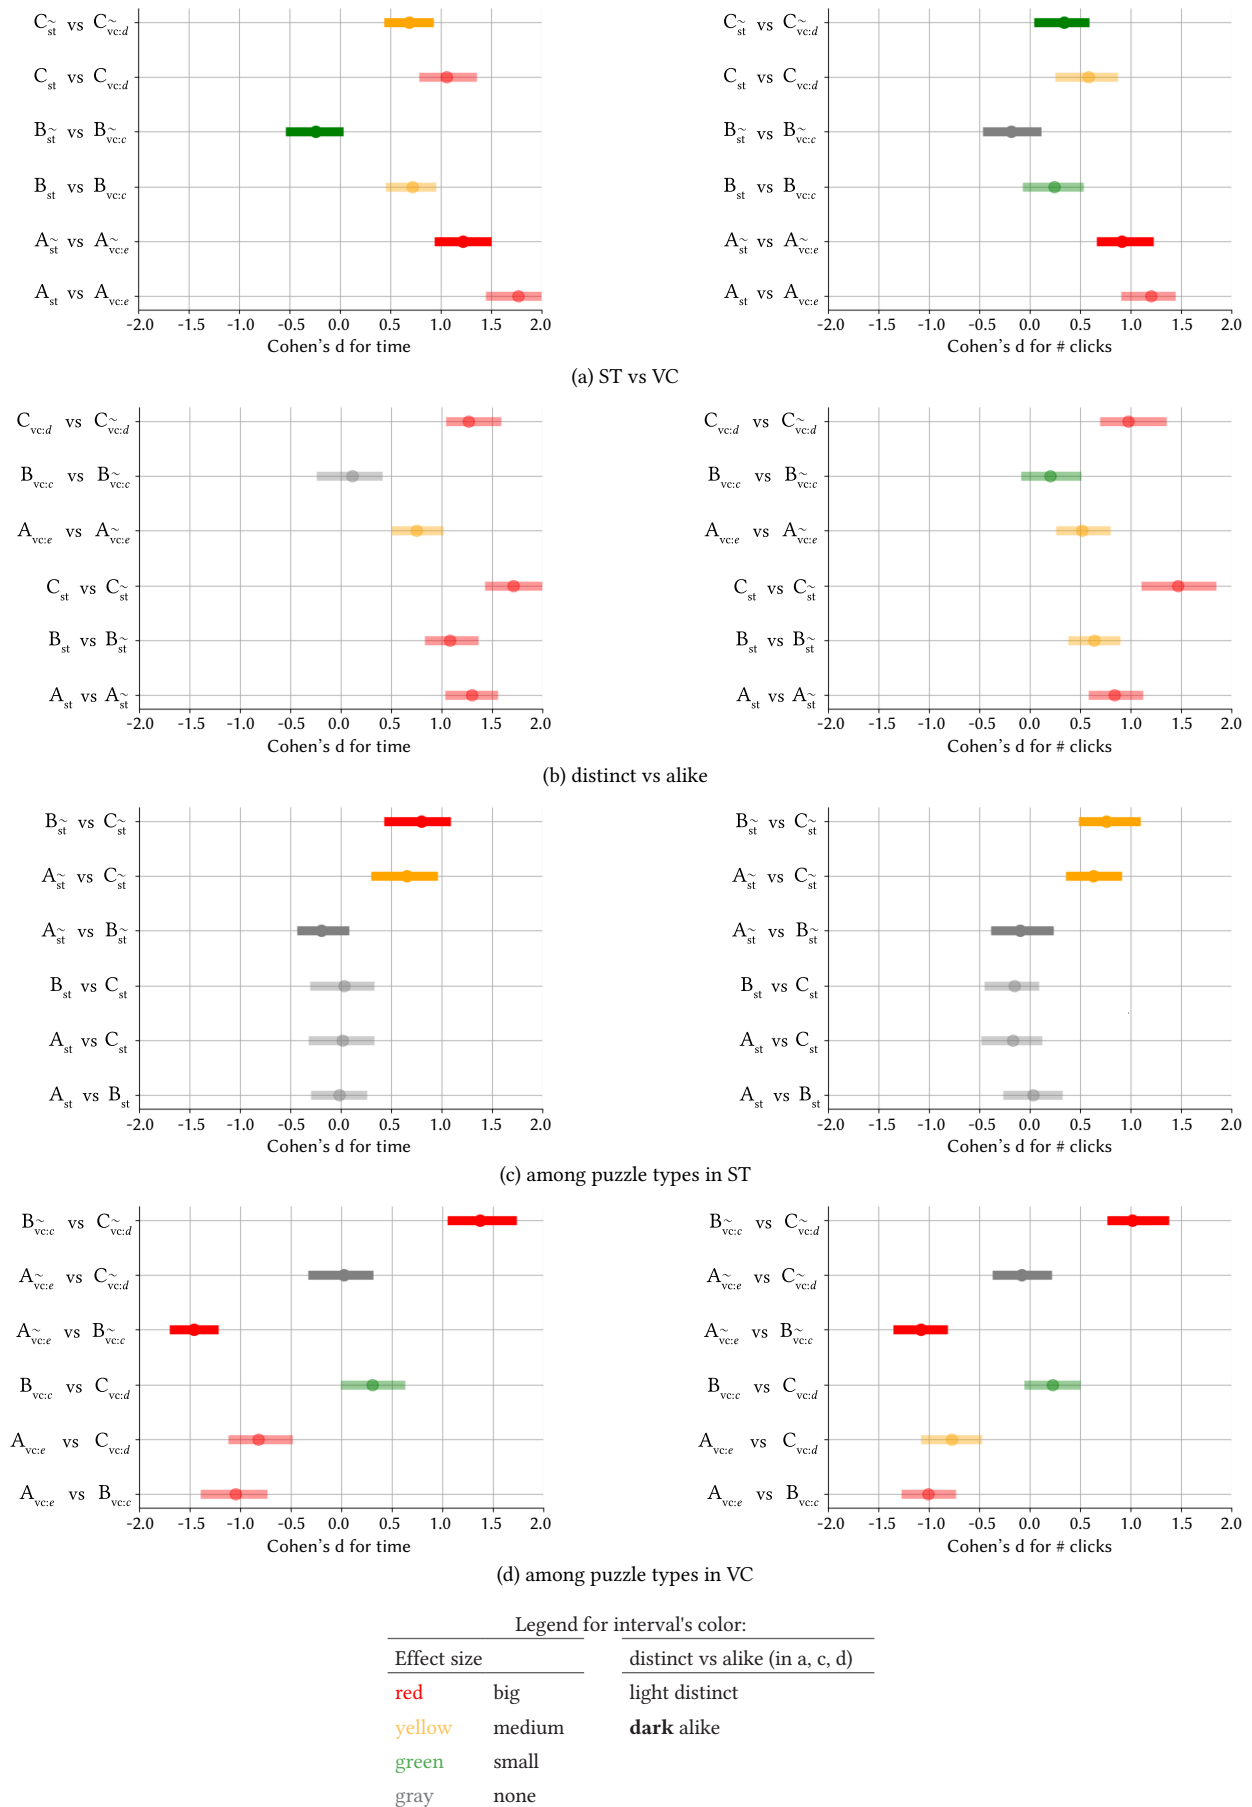 C~st vs C~vc:d
Cst vs Cvc:d
B~st vs B~vc:c
Bst vs Bvc:c
A~st vs A~vc:e
Ast vs Avc:e
-2.0 -1.5 -1.0 -0.5 0.0 0.5 1.0 1.5 2.0
Cohen's d for time
C~st vs C~vc:d
Cst vs Cvc:d
B~st vs B~vc:c
Bst vs Bvc:c
A~st vs A~vc:e
Ast vs Avc:e
-2.0 -1.5 -1.0 -0.5 0.0 0.5 1.0 1.5 2.0
Cohen's d for # clicks
(a) ST vs VC
Cvc:d vs C~vc:d
Bvc:c vs B~vc:c
Avc:e vs A~vc:e
Cst vs C~st
Bst vs B~st
Ast vs A~st
-2.0 -1.5 -1.0 -0.5 0.0 0.5 1.0 1.5 2.0
Cohen's d for time
Cvc:d vs C~vc:d
Bvc:c vs B~vc:c
Avc:e vs A~vc:e
Cst vs C~st
Bst vs B~st
Ast vs A~st
-2.0 -1.5 -1.0 -0.5 0.0 0.5 1.0 1.5 2.0
Cohen's d for # clicks
(b) distinct vs alike
B~st vs C~st
A~st vs C~st
A~st vs B~st
Bst vs Cst
Ast vs Cst
Ast vs Bst
-2.0 -1.5 -1.0 -0.5 0.0 0.5 1.0 1.5 2.0
Cohen's d for time
B~st vs C~st
A~st vs C~st
A~st vs B~st
Bst vs Cst
Ast vs Cst
Ast vs Bst
-2.0 -1.5 -1.0 -0.5 0.0 0.5 1.0 1.5 2.0
Cohen's d for # clicks
(c) among puzzle types in ST
B~vc:c vs C~vc:d
A~vc:e vs C~vc:d
A~vc:e vs B~vc:c
Bvc:c vs Cvc:d
Avc:e vs Cvc:d
Avc:e vs Bvc:c
-2.0 -1.5 -1.0 -0.5 0.0 0.5 1.0 1.5 2.0
Cohen's d for time
B~vc:c vs C~vc:d
A~vc:e vs C~vc:d
A~vc:e vs B~vc:c
Bvc:c vs Cvc:d
Avc:e vs Cvc:d
Avc:e vs Bvc:c
-2.0 -1.5 -1.0 -0.5 0.0 0.5 1.0 1.5 2.0
Cohen's d for # clicks
(d) among puzzle types in VC
Legend for interval's color:
Effect size
red big
yellow medium
green small
gray none
distinct vs alike (in a, c, d)
light distinct
dark alike